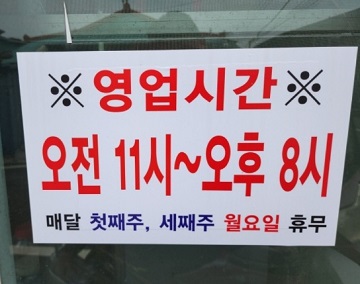 ※영업시간※
오전 11시~오후 8시
매달 첫째주, 세째주 월요일 휴무